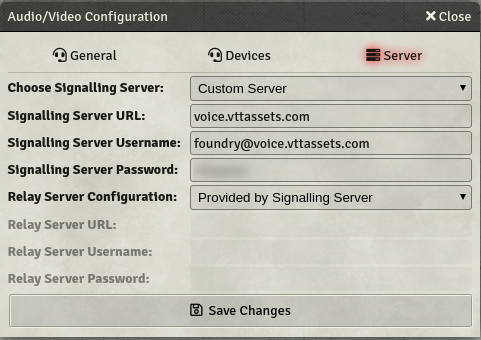 Audio/Video Configuration
Close
General
Devices
Server
Choose Signalling Server: Custom Server
Signalling Server URL: voice.vttassets.com
Signalling Server Username: foundry@voice.vttassets.com
Signalling Server Password:
Relay Server Configuration: Provided by Signalling Server
Relay Server URL:
Relay Server Username:
Relay Server Password:
Save Changes